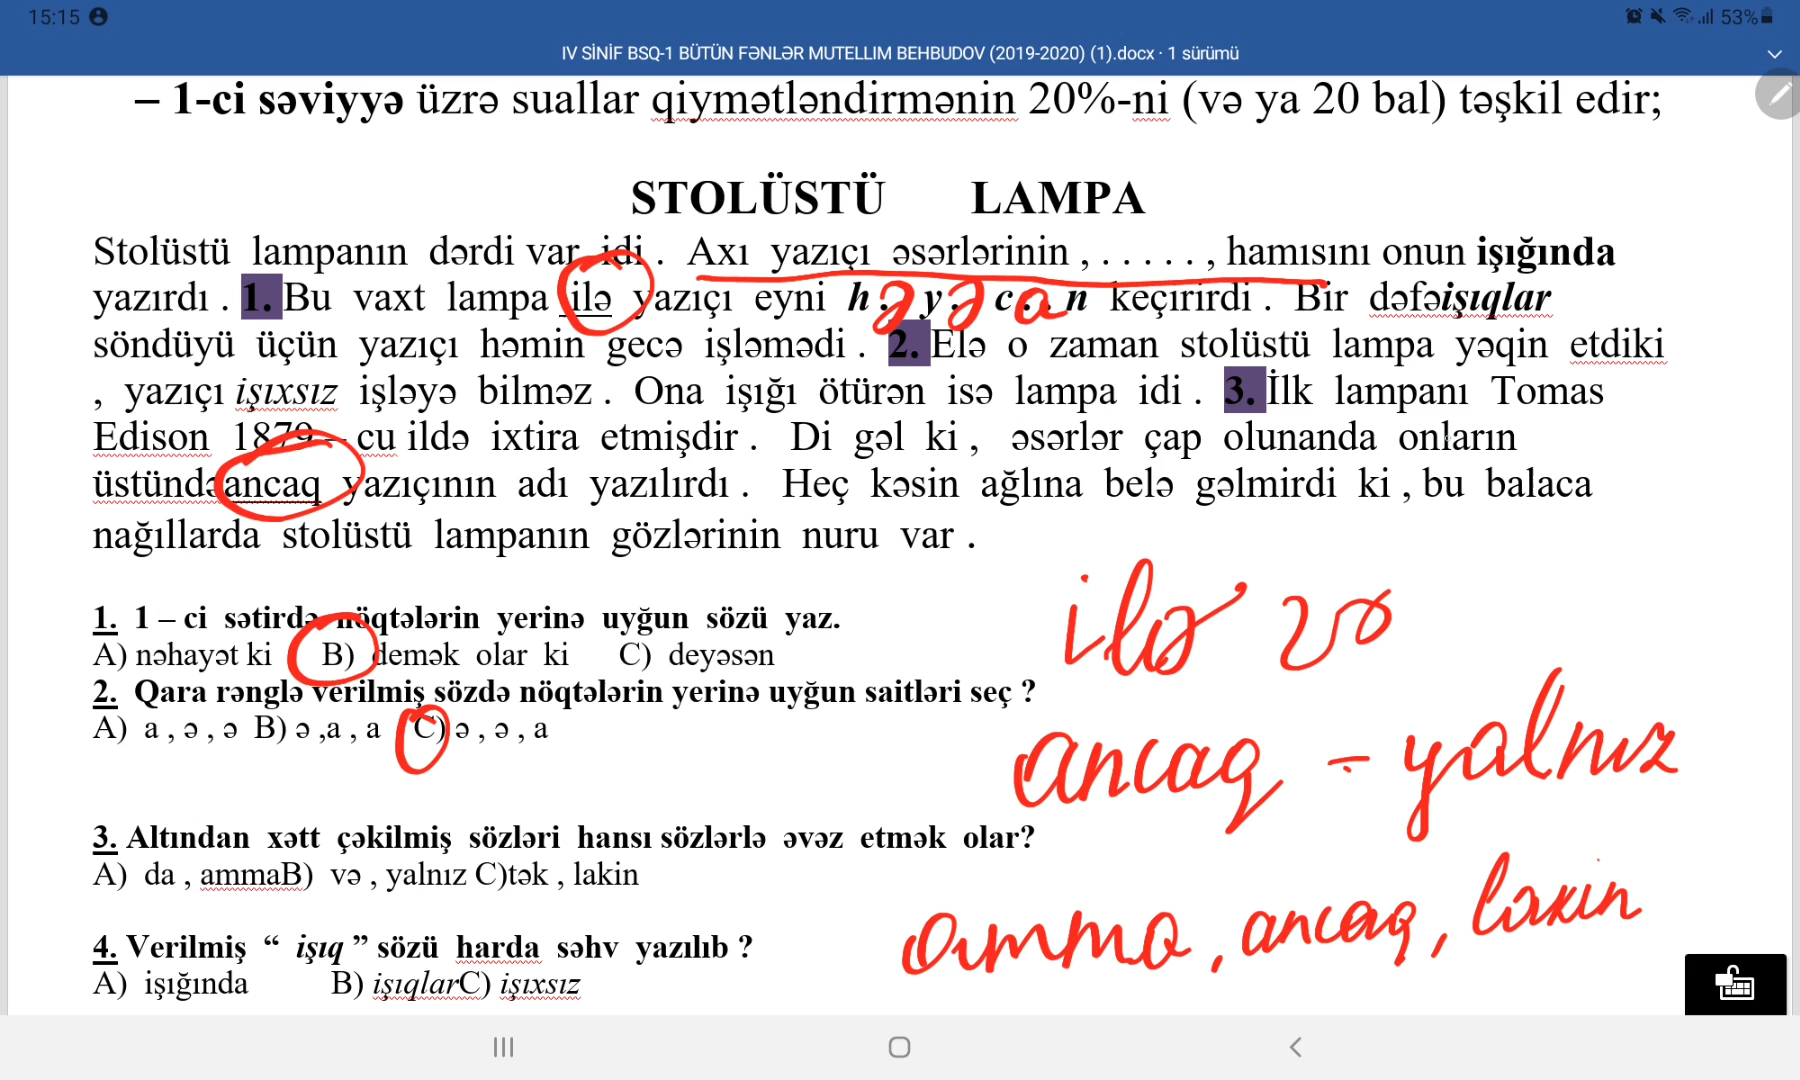 15:15
53%
IV SİNİF BSQ-1 BÜTÜN FƏNLƏR MUTELLIM BEHBUDOV (2019-2020) (1).docx · 1 sürümü
– 1-ci səviyyə üzrə suallar qiymətləndirmənin 20%-ni (və ya 20 bal) təşkil edir;
STOLÜSTÜ LAMPA
Stolüstü lampanın dərdi var idi . Axı yazıçı əsərlərinin , . . . . . , hamısını onun işığında
yazırdı . 1. Bu vaxt lampa ilə yazıçı eyni h ə y ə c a n keçirirdi . Bir dəfəişıqlar
söndüyü üçün yazıçı həmin gecə işləmədi . 2. Elə o zaman stolüstü lampa yəqin etdiki
, yazıçı işıxsız işləyə bilməz . Ona işığı ötürən isə lampa idi . 3. İlk lampanı Tomas
Edison 1879 – cu ildə ixtira etmişdir . Di gəl ki , əsərlər çap olunanda onların
üstündəancaq yazıçının adı yazılırdı . Heç kəsin ağlına belə gəlmirdi ki , bu balaca
nağıllarda stolüstü lampanın gözlərinin nuru var .
1. 1 – ci sətirdə nöqtələrin yerinə uyğun sözü yaz.
A) nəhayət ki B) demək olar ki C) deyəsən
2. Qara rənglə verilmiş sözdə nöqtələrin yerinə uyğun saitləri seç ?
A) a , ə , ə B) ə ,a , a C) ə , ə , a
ilə və
ancaq - yalnız
3. Altından xətt çəkilmiş sözləri hansı sözlərlə əvəz etmək olar?
A) da , ammaB) və , yalnız C)tək , lakin
amma, ancaq, lakin
4. Verilmiş “ işıq ” sözü harda səhv yazılıb ?
A) işığında B) işıqlarC) işıxsız